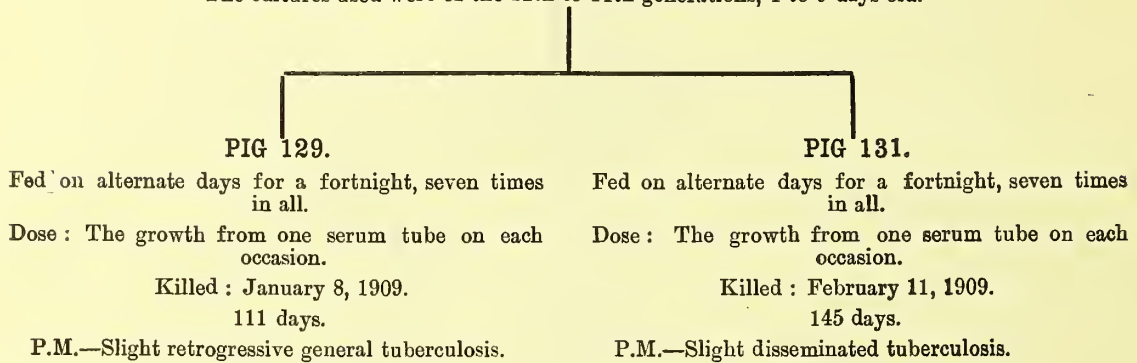 PIG 129.
Fed on alternate days for a fortnight, seven times
in all.
Dose : The growth from one serum tube on each
occasion.
Killed : January 8, 1909.
111 days.
P.M.—Slight retrogressive general tuberculosis.
PIG 131.
Fed on alternate days for a fortnight, seven times
in all.
Dose : The growth from one serum tube on each
occasion.
Killed : February 11, 1909.
145 days.
P.M.—Slight disseminated tuberculosis.